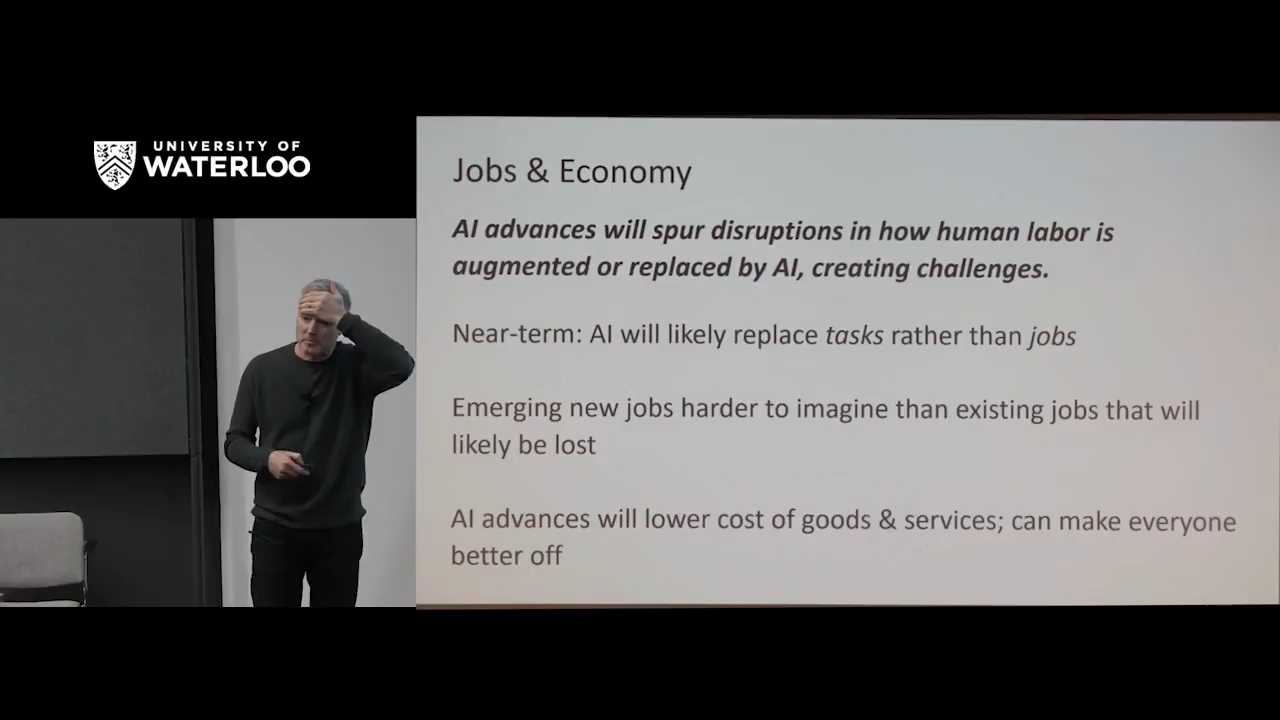 UNIVERSITY OF
WATERLOO
Jobs & Economy
AI advances will spur disruptions in how human labor is
augmented or replaced by AI, creating challenges.
Near-term: AI will likely replace tasks rather than jobs
Emerging new jobs harder to imagine than existing jobs that will
likely be lost
AI advances will lower cost of goods & services; can make everyone
better off